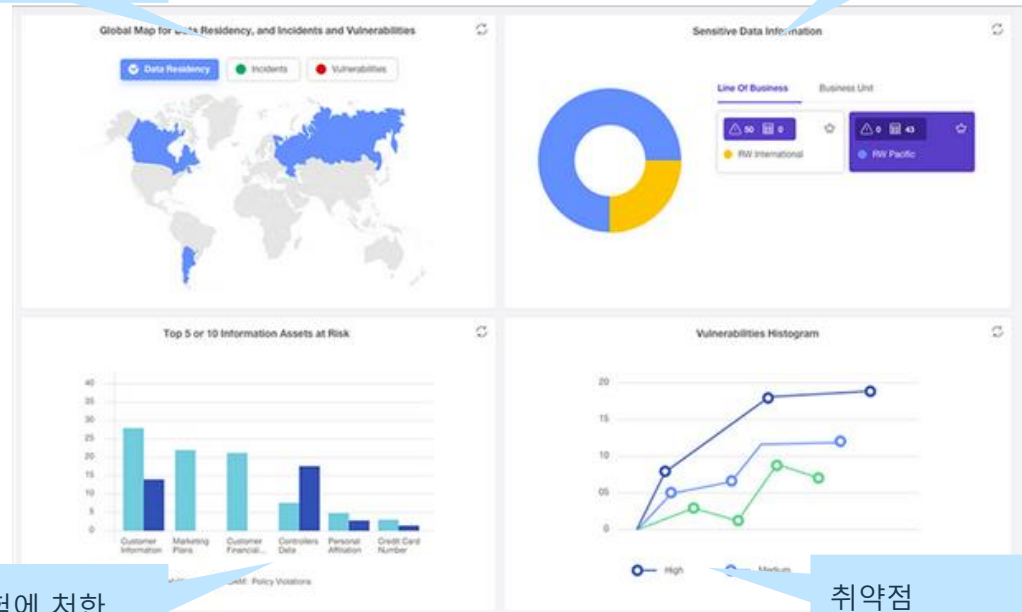 Global Map for Data Residency, and Incidents and Vulnerabilities
Data Residency
Incidents
Vulnerabilities
Sensitive Data Information
Line Of Business
Business Unit
50 0
RW International
0 43
RW Pacific
Top 5 or 10 Information Assets at Risk
40
35
30
25
20
15
10
5
0
Customer Information
Marketing Plans
Customer Financial...
Controllers Data
Personal Affiliation
Credit Card Number
Policy Violations
Vulnerabilities Histogram
20
15
10
05
0
High
Medium
처한
취약점